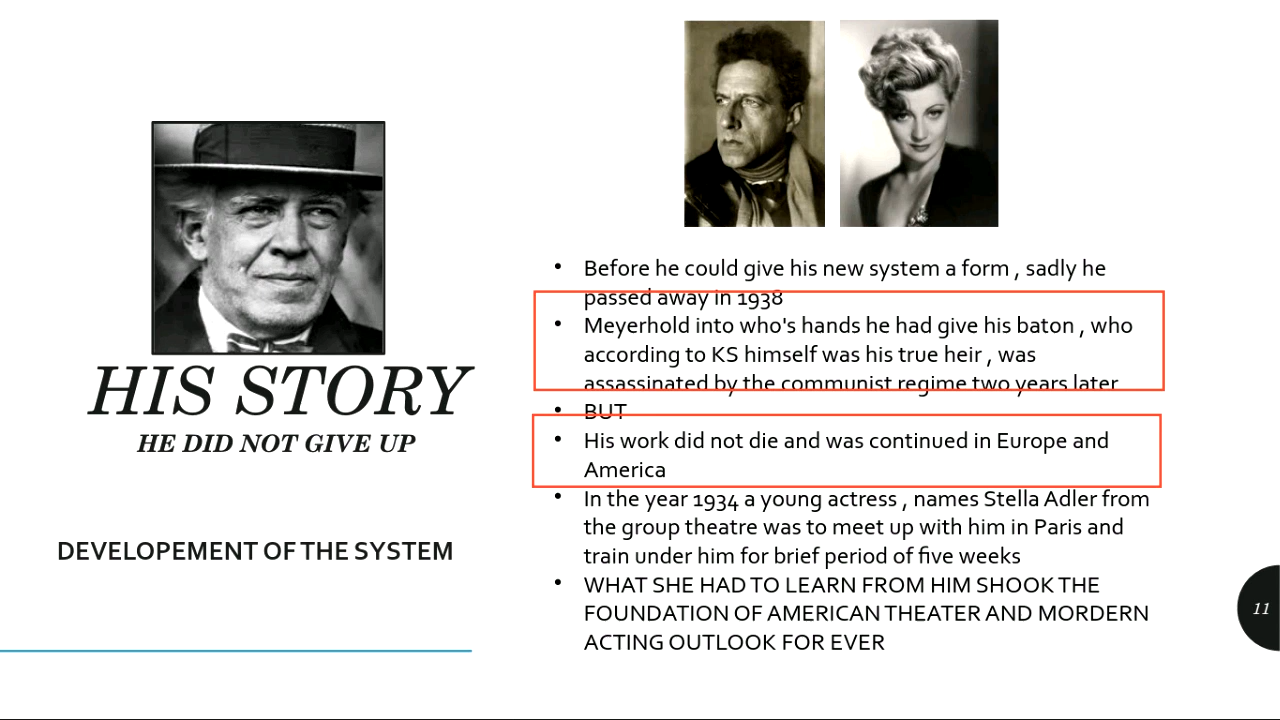 HIS STORY
HE DID NOT GIVE UP
DEVELOPEMENT OF THE SYSTEM
• Before he could give his new system a form , sadly he
passed away in 1938
• Meyerhold into who's hands he had give his baton , who
according to KS himself was his true heir , was
assassinated by the communist regime two years later
• BUT
• His work did not die and was continued in Europe and
America
• In the year 1934 a young actress , names Stella Adler from
the group theatre was to meet up with him in Paris and
train under him for brief period of five weeks
• WHAT SHE HAD TO LEARN FROM HIM SHOOK THE
FOUNDATION OF AMERICAN THEATER AND MORDERN
ACTING OUTLOOK FOR EVER
11